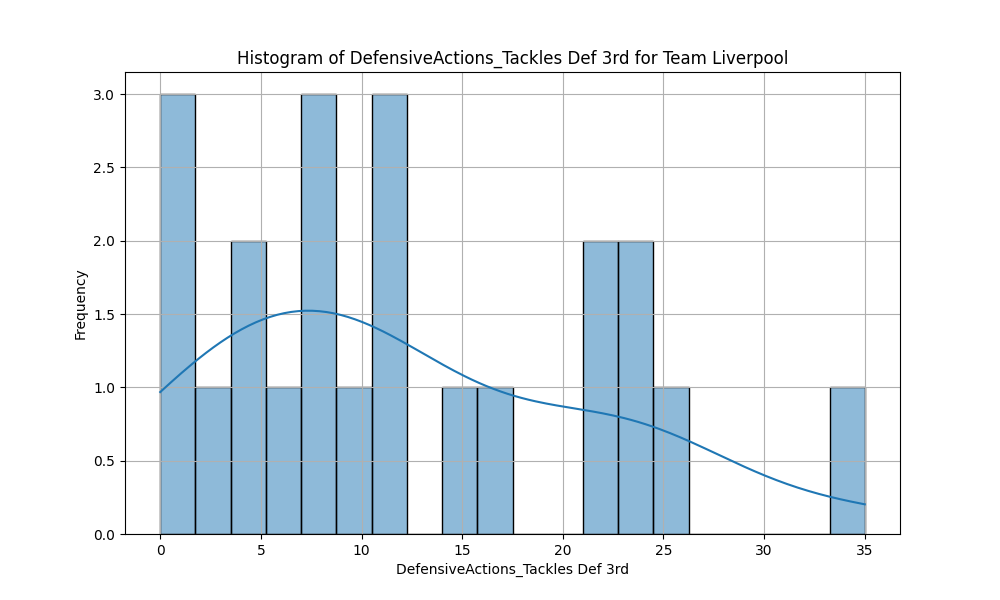 Histogram of DefensiveActions_Tackles Def 3rd for Team Liverpool
3.0
2.5
2.0
1.5
1.0
0.5
0.0
Frequency
0 5 10 15 20 25 30 35
DefensiveActions_Tackles Def 3rd